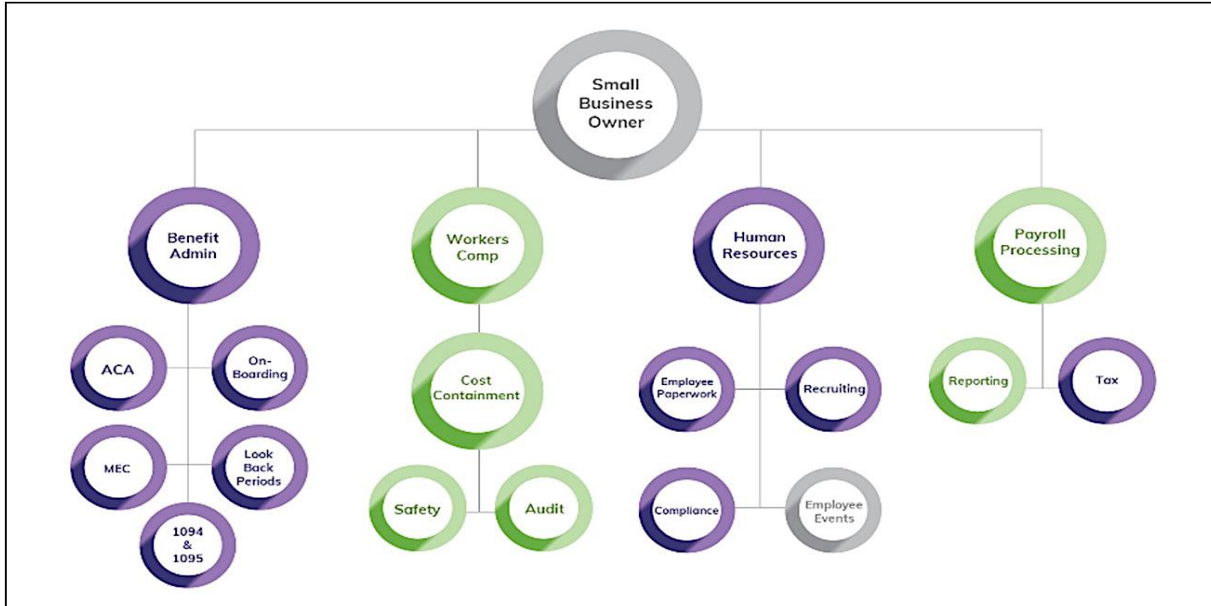 Small
Business
Owner
Benefit
Admin
Workers
Comp
Human
Resources
Payroll
Processing
ACA
On-
Boarding
MEC
Look
Back
Periods
1094
&
1095
Cost
Containment
Safety
Audit
Employee
Paperwork
Recruiting
Compliance
Employee
Events
Reporting
Tax